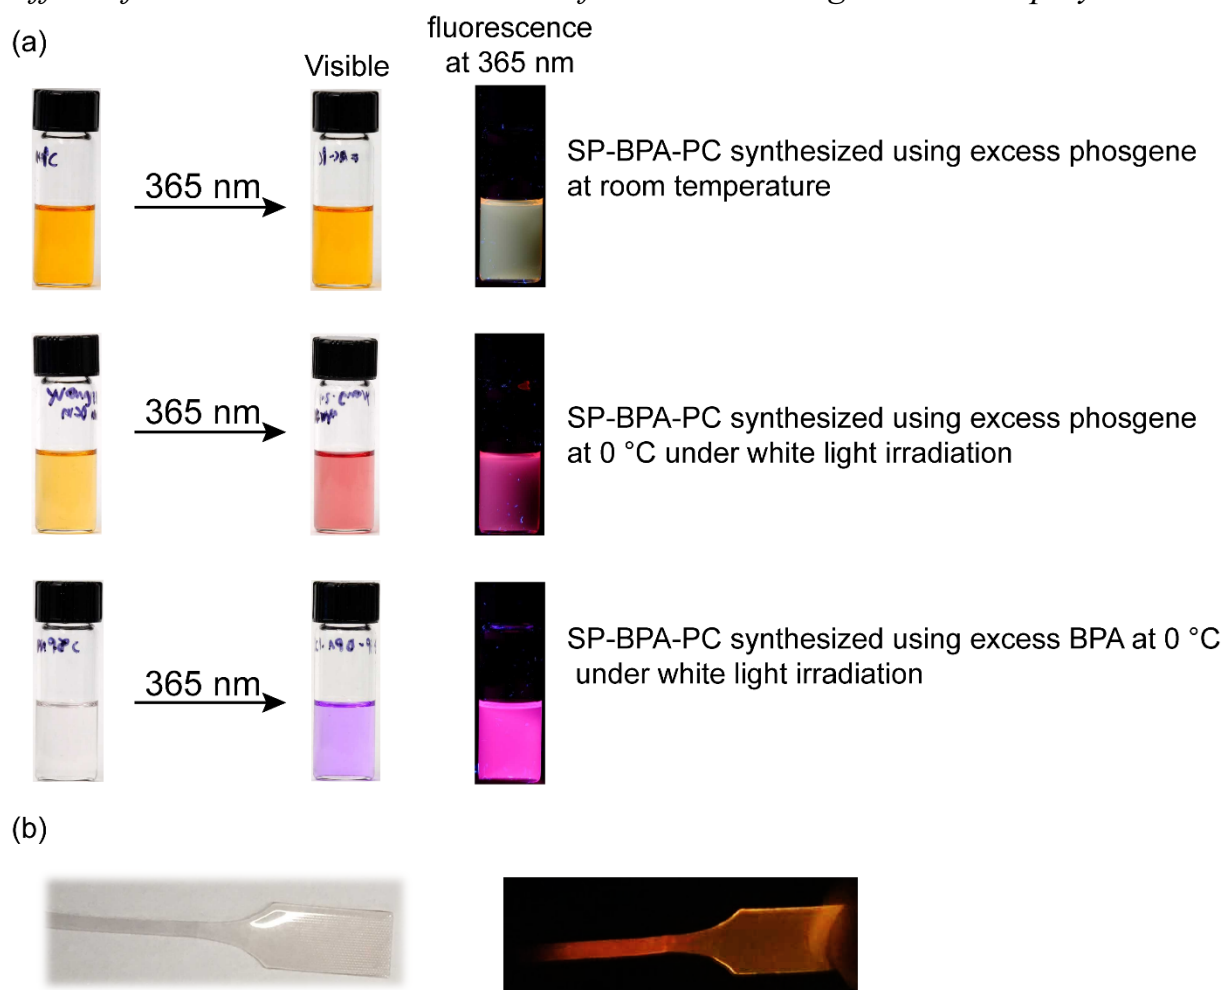 (a)
fluorescence
at 365 nm
Visible
365 nm
SP-BPA-PC synthesized using excess phosgene
at room temperature
365 nm
SP-BPA-PC synthesized using excess phosgene
at 0 °C under white light irradiation
365 nm
SP-BPA-PC synthesized using excess BPA at 0 °C
under white light irradiation
(b)